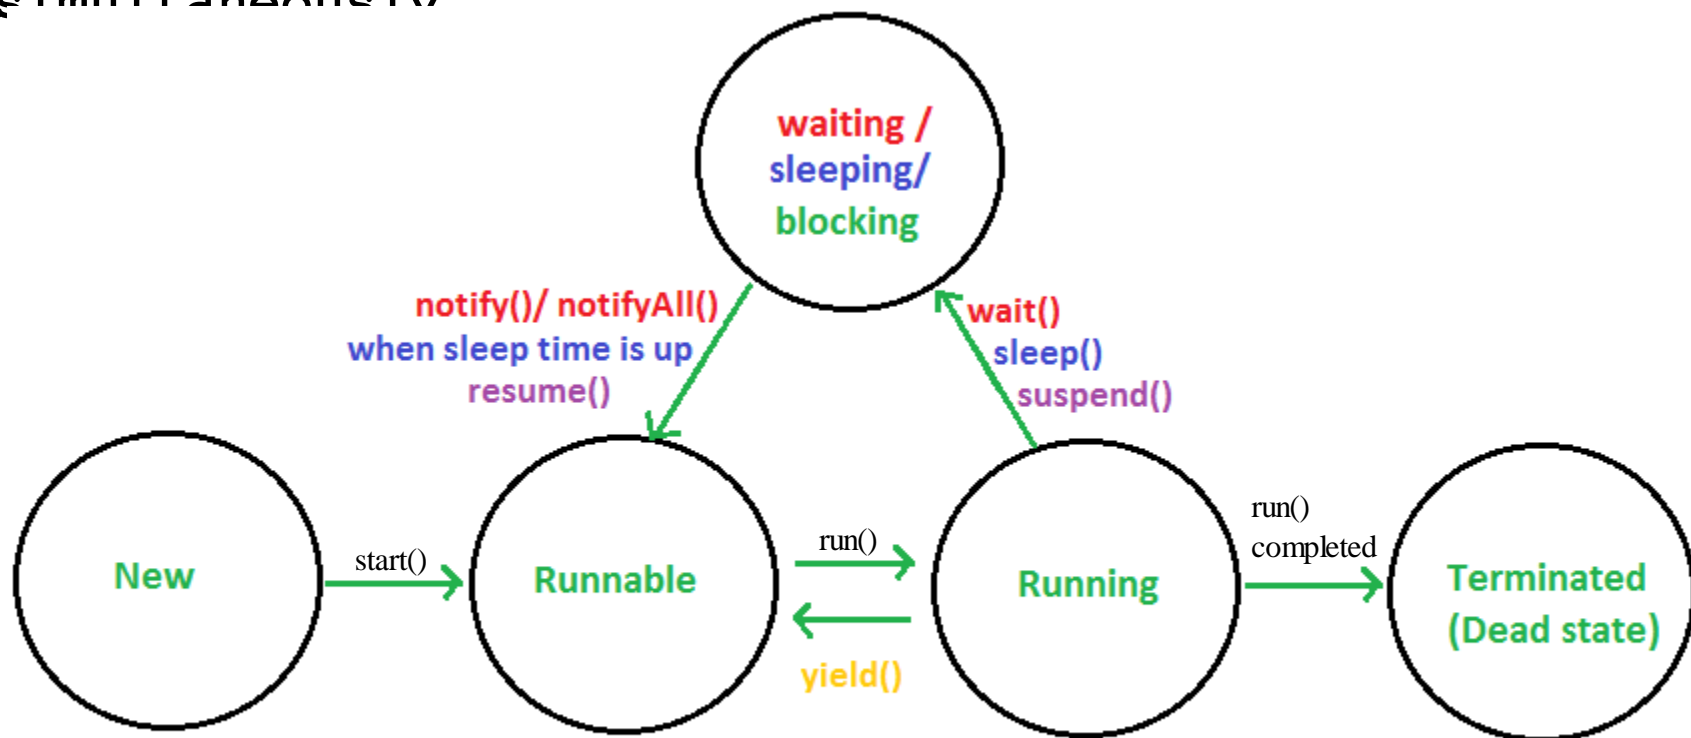 waiting /
sleeping/
blocking
notify()/ notifyAll()
when sleep time is up
resume()
wait()
sleep()
suspend()
New
start()
Runnable
run()
yield()
Running
run()
completed
Terminated
(Dead state)